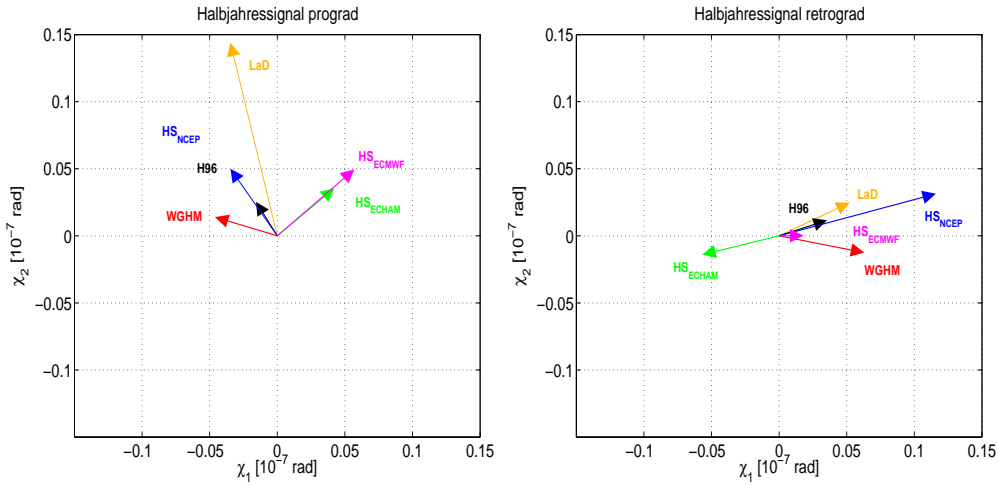 Halbjahressignal prograd
0.15
0.1
0.05
0
−0.05
−0.1
−0.1
−0.05
0
0.05
0.1
0.15
χ2 [10−7 rad]
χ1 [10−7 rad]
LaD
HSNCEP
H96
HSECMWF
HSECHAM
WGHM
Halbjahressignal retrograd
0.15
0.1
0.05
0
−0.05
−0.1
−0.1
−0.05
0
0.05
0.1
0.15
χ2 [10−7 rad]
χ1 [10−7 rad]
LaD
H96
HSNCEP
HSECMWF
HSECHAM
WGHM